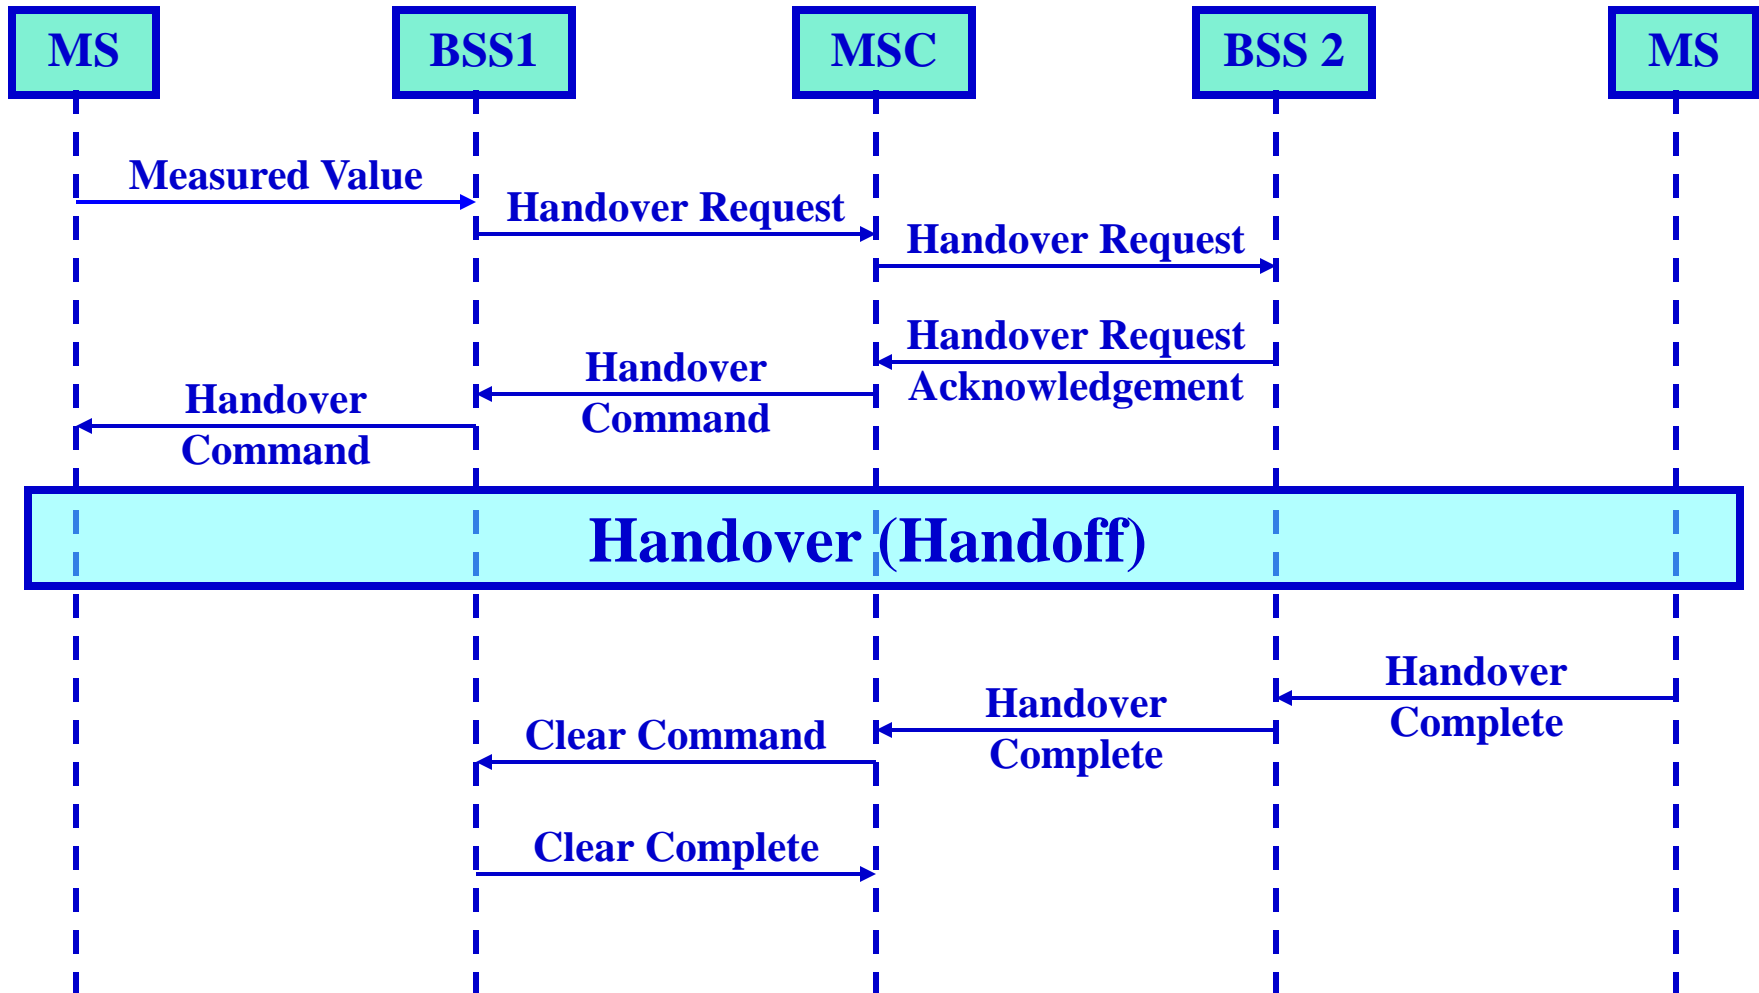 MS
BSS1
MSC
BSS 2
MS
Measured Value
Handover Request
Handover Request
Handover Request
Acknowledgement
Handover
Command
Handover
Command
Handover (Handoff)
Handover
Complete
Handover
Complete
Clear Command
Clear Complete